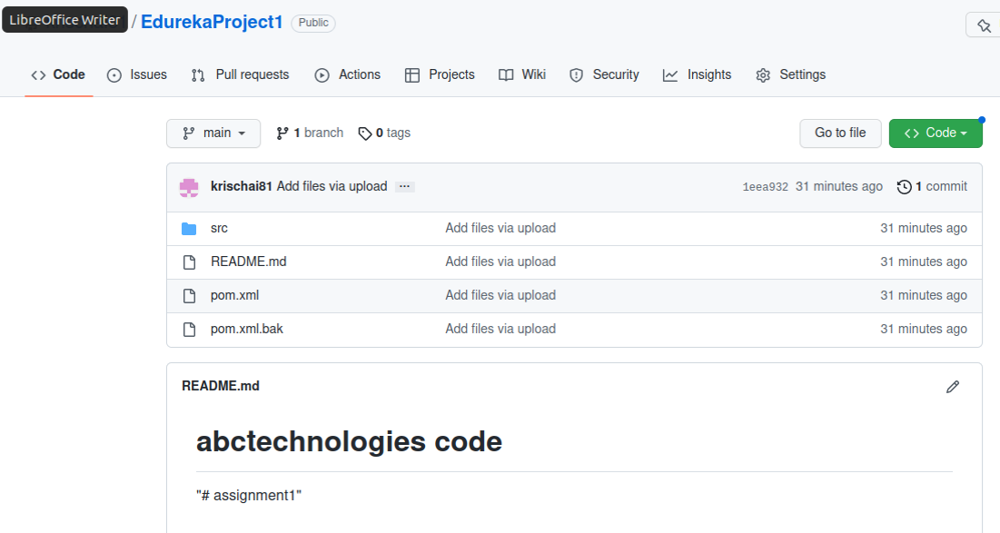 LibreOffice Writer / EdurekaProject1 Public
Code Issues Pull requests Actions Projects Wiki Security Insights Settings
main 1 branch 0 tags Go to file Code
krischai81 Add files via upload ... 1eea932 31 minutes ago 1 commit
src Add files via upload 31 minutes ago
README.md Add files via upload 31 minutes ago
pom.xml Add files via upload 31 minutes ago
pom.xml.bak Add files via upload 31 minutes ago
README.md
abctechnologies code
"# assignment1"